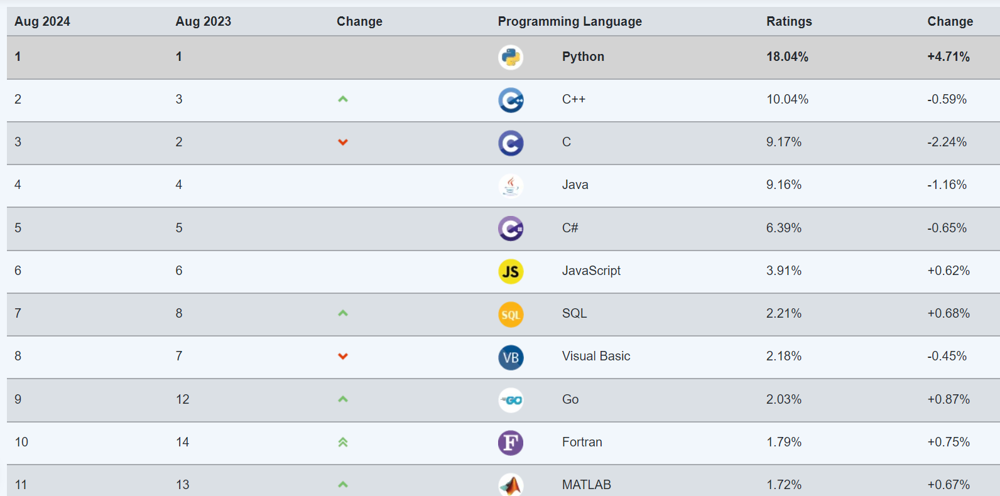 Aug 2024 Aug 2023 Change Programming Language Ratings Change
1 1 Python 18.04% +4.71%
2 3 C++ 10.04% -0.59%
3 2 C 9.17% -2.24%
4 4 Java 9.16% -1.16%
5 5 C# 6.39% -0.65%
6 6 JS JavaScript 3.91% +0.62%
7 8 SQL SQL 2.21% +0.68%
8 7 VB Visual Basic 2.18% -0.45%
9 12 GO Go 2.03% +0.87%
10 14 F Fortran 1.79% +0.75%
11 13 MATLAB 1.72% +0.67%